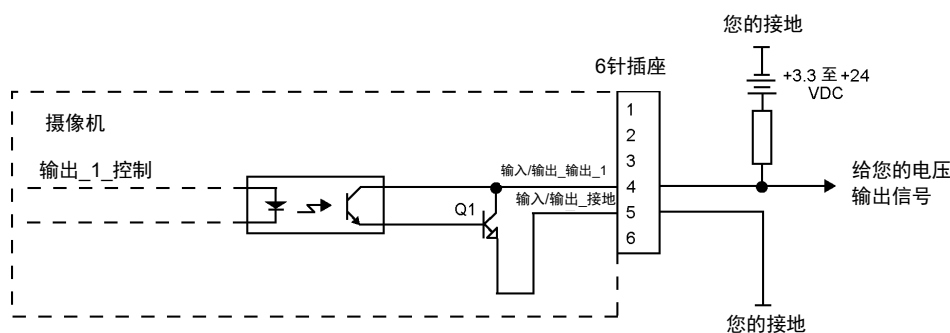 您的接地
6针插座
+3.3 至 +24
VDC
摄像机
1
2
3
4
5
6
输出_1_控制
输入/输出_输出_1
给您的电压
输出信号
输入/输出_接地
Q1
您的接地